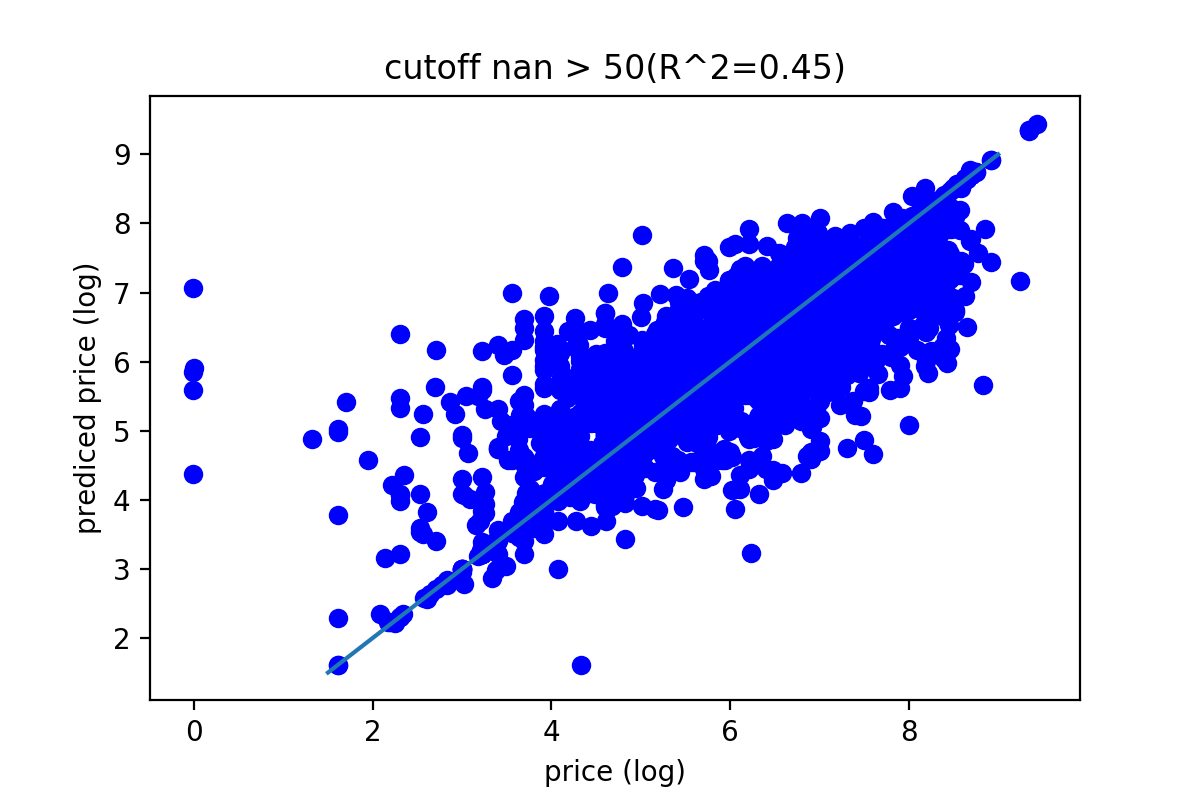 cutoff nan > 50(R^2=0.45)
9
8
7
6
5
4
3
2
prediced price (log)
0 2 4 6 8
price (log)